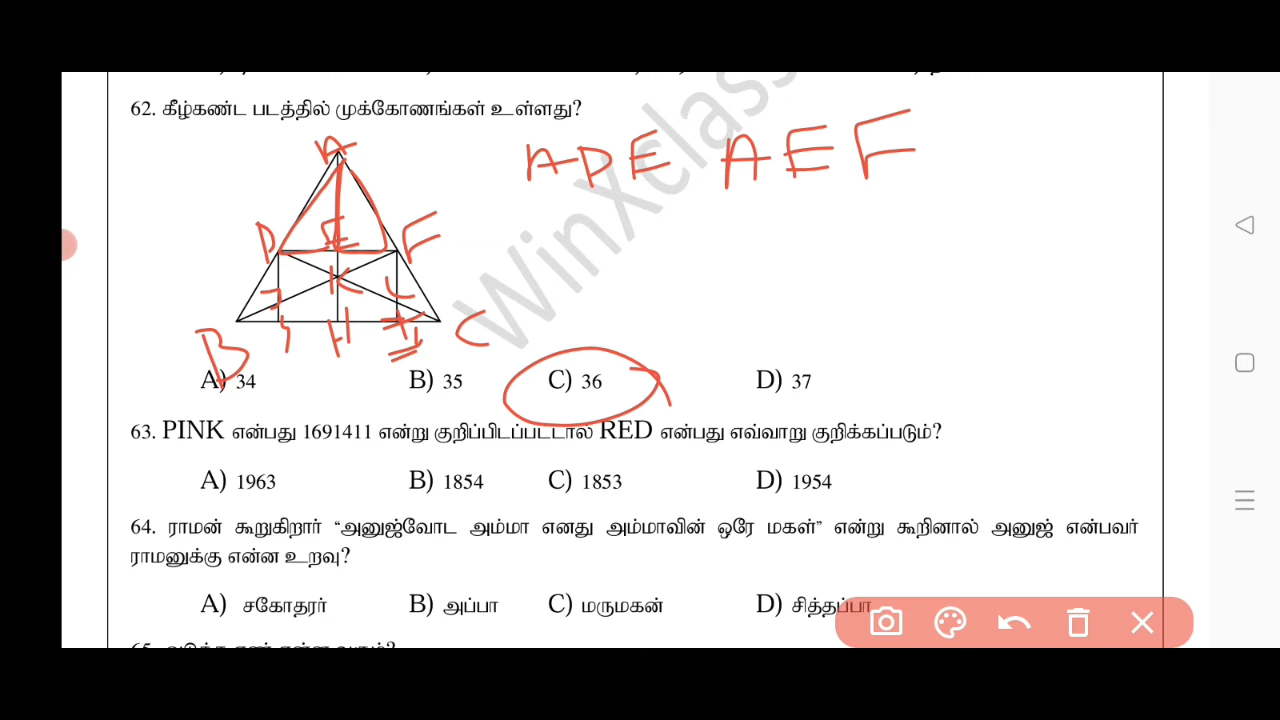 62. கீழ்கண்ட படத்தில் முக்கோணங்கள் உள்ளது?
ADE AEF
A
D E F
J K L
B H I C
A) 34 B) 35 C) 36 D) 37
63. PINK என்பது 1691411 என்று குறிப்பிடப்பட்டால் RED என்பது எவ்வாறு குறிக்கப்படும்?
A) 1963 B) 1854 C) 1853 D) 1954
64. ராமன் கூறுகிறார் “அனுஜ்வோட அம்மா எனது அம்மாவின் ஒரே மகள்” என்று கூறினால் அனுஜ் என்பவர்
ராமனுக்கு என்ன உறவு?
A) சகோதரர் B) அப்பா C) மருமகன் D) சித்தப்பா
WinXclass